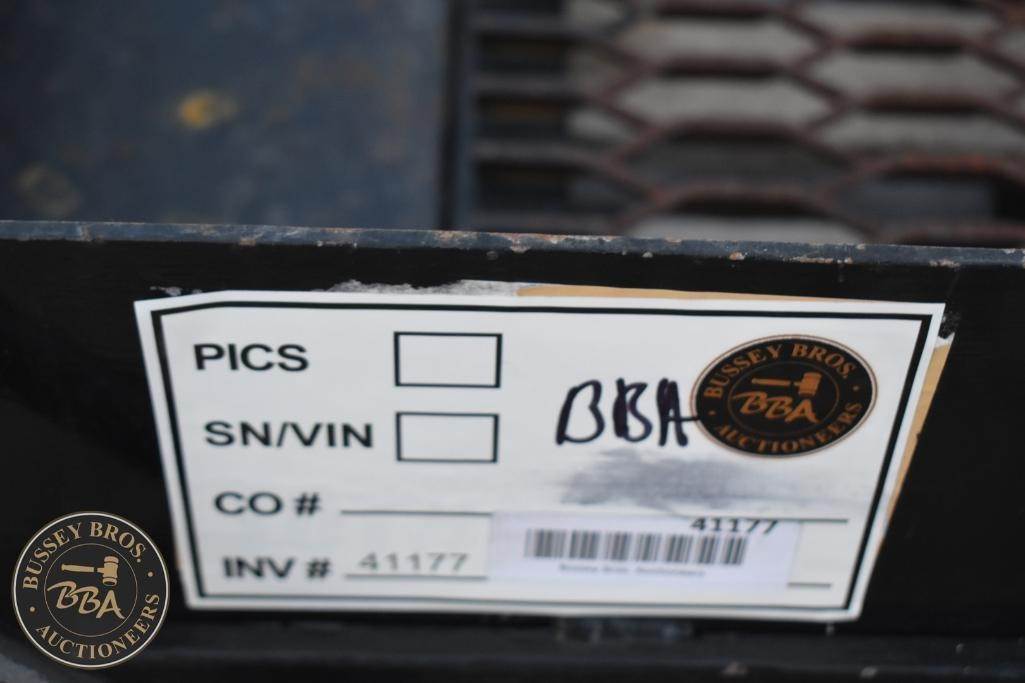 PICS
SN/VIN
BBA
BUSSEY BROS.
BBA
AUCTIONEERS
CO #
41177
INV # 41177
BUSSEY BROS.
BBA
AUCTIONEERS